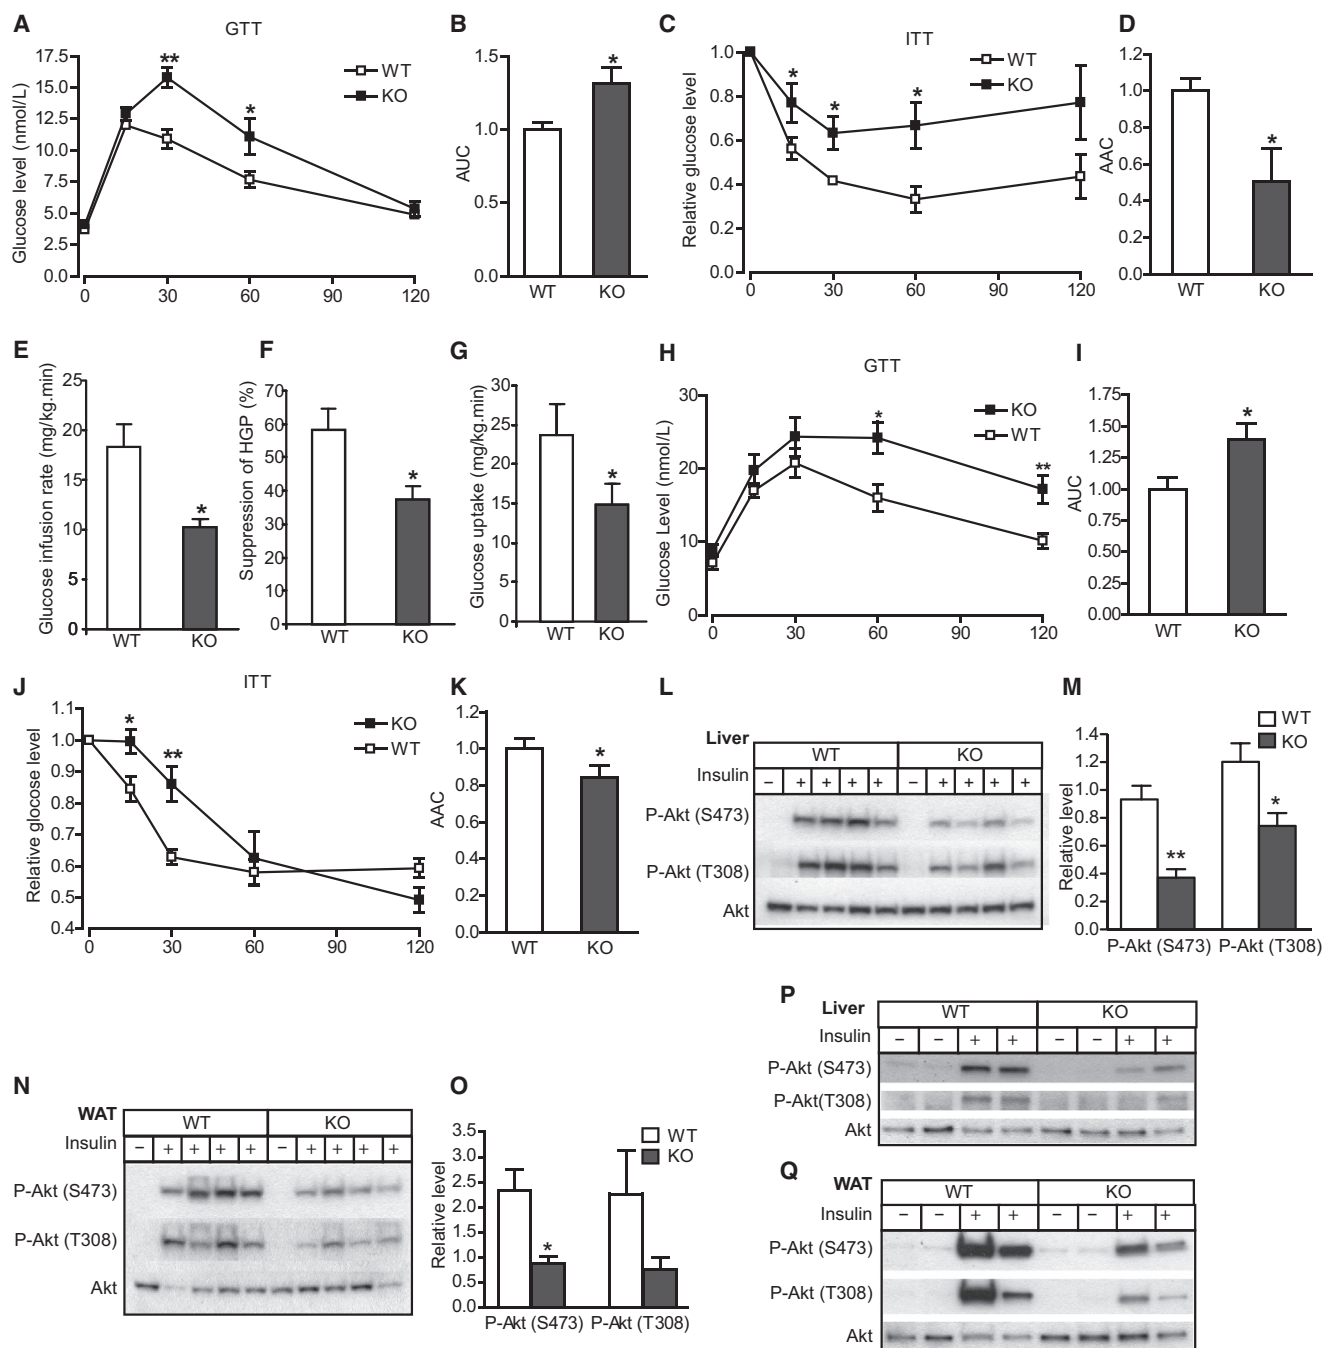 A
GTT
Glucose level (nmol/L)
17.5
15.0
12.5
10.0
7.5
5.0
2.5
0.0
**
*
WT
KO
0 30 60 90 120
B
AUC
1.5
1.0
0.5
0.0
*
WT KO
C
ITT
Relative glucose level
1.0
0.8
0.6
0.4
0.2
0.0
* * *
WT
KO
0 30 60 90 120
D
AAC
1.2
1.0
0.8
0.6
0.4
0.2
0.0
*
WT KO
E
Glucose infusion rate (mg/kg.min)
25
20
15
10
5
0
*
WT KO
F
Suppression of HGP (%)
70
60
50
40
30
20
10
0
*
WT KO
G
Glucose uptake (mg/kg.min)
30
25
20
15
10
5
0
*
WT KO
H
GTT
Glucose Level (nmol/L)
30
20
10
0
*
**
KO
WT
0 30 60 90 120
I
AUC
1.75
1.50
1.25
1.00
0.75
0.50
0.25
0.00
*
WT KO
J
ITT
Relative glocose level
1.1
1.0
0.9
0.8
0.7
0.6
0.5
0.4
*
**
KO
WT
0 30 60 90 120
K
AAC
1.2
1.0
0.8
0.6
0.4
0.2
0.0
*
WT KO
L
Liver
WT KO
Insulin − + + + + − + + + +
P-Akt (S473)
P-Akt (T308)
Akt
M
WT
KO
Relative level
1.4
1.2
1.0
0.8
0.6
0.4
0.2
0.0
**
*
P-Akt (S473) P-Akt (T308)
N
WAT
WT KO
Insulin − + + + + − + + + +
P-Akt (S473)
P-Akt (T308)
Akt
O
WT
KO
Relative level
3.5
3.0
2.5
2.0
1.5
1.0
0.5
0.0
*
P-Akt (S473) P-Akt (T308)
P
Liver
WT KO
Insulin − − + + − − + +
P-Akt (S473)
P-Akt(T308)
Akt
Q
WAT
WT KO
Insulin − − + + − − + +
P-Akt (S473)
P-Akt (T308)
Akt